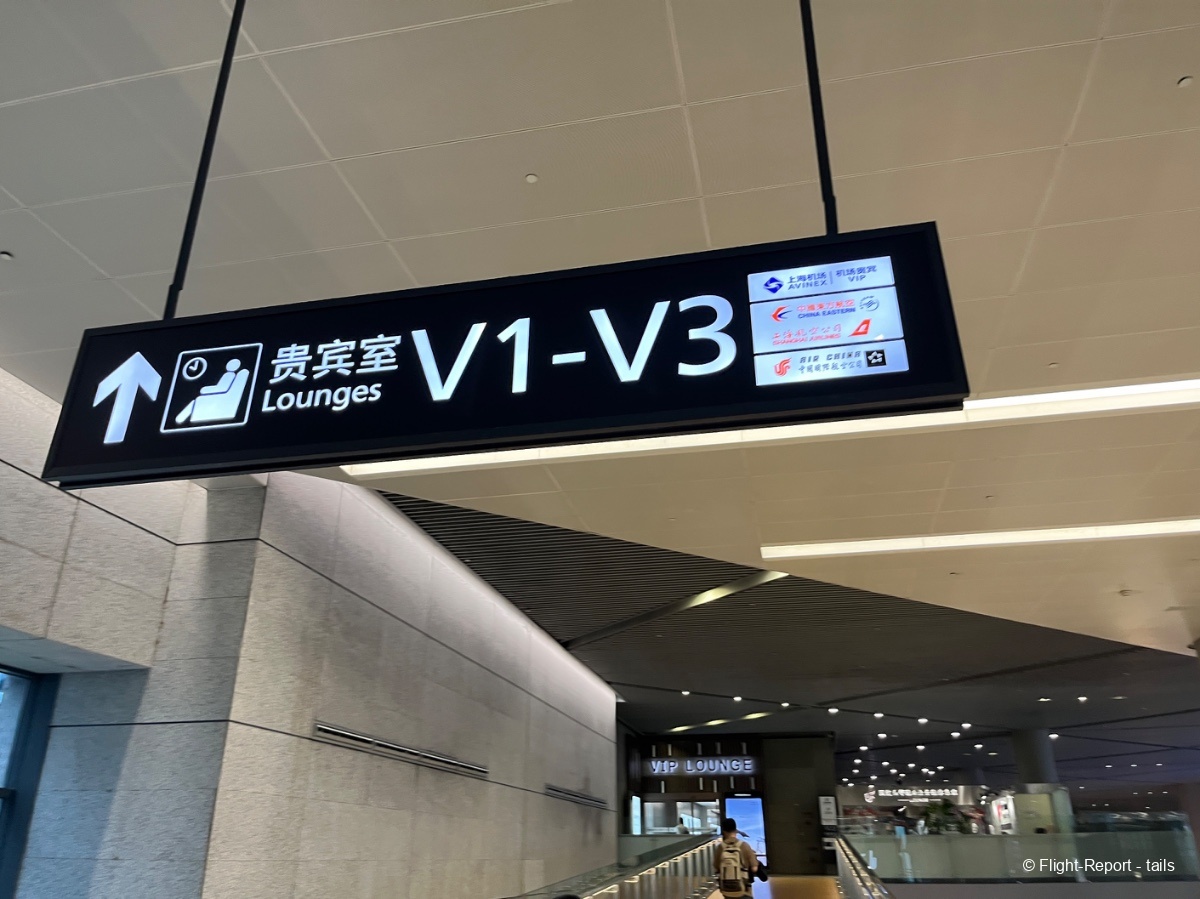 贵宾室
Lounges
V1-V3
上海机场 | 机场贵宾
AVINEX | VIP
中国东方航空
CHINA EASTERN
上海航空公司
SHANGHAI AIRLINES
AIR CHINA
中国国际航空公司
VIP LOUNGE
© Flight-Report - tails